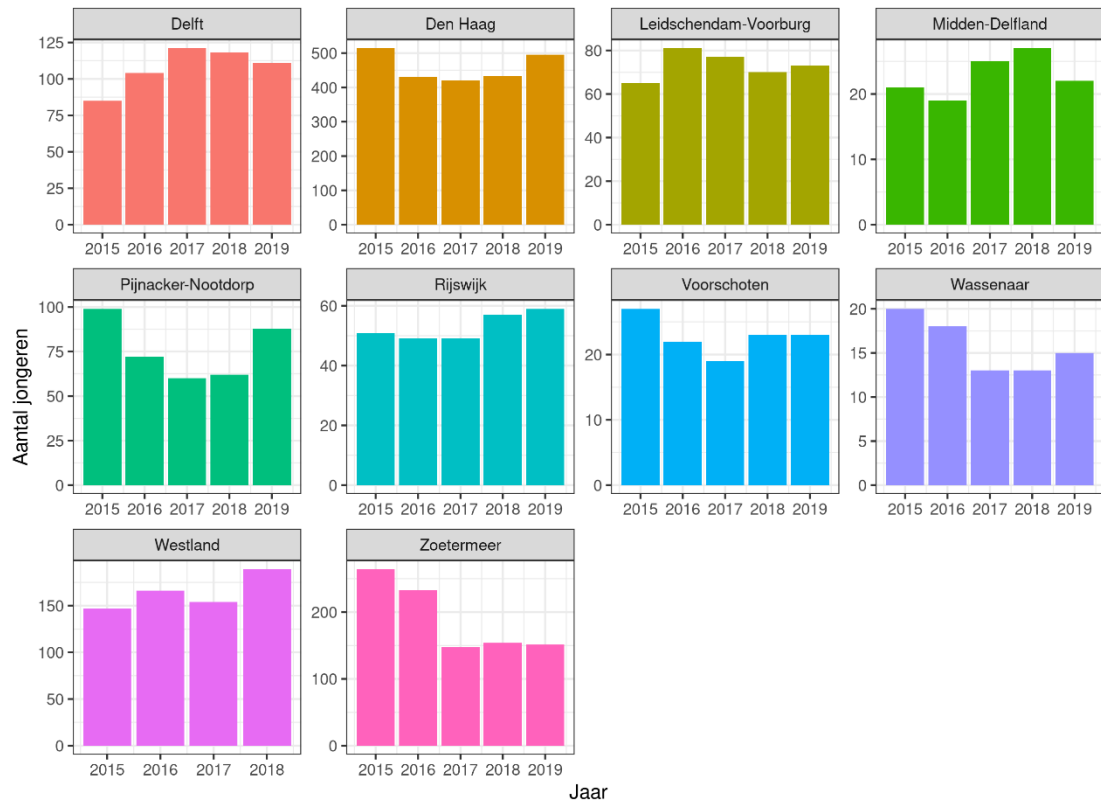 Delft
Den Haag
Leidschendam-Voorburg
Midden-Delfland
125
100
75
50
25
0
500
400
300
200
100
0
80
60
40
20
0
20
10
0
2015 2016 2017 2018 2019
2015 2016 2017 2018 2019
2015 2016 2017 2018 2019
2015 2016 2017 2018 2019
Aantal jongeren
Pijnacker-Nootdorp
Rijswijk
Voorschoten
Wassenaar
100
75
50
25
0
60
40
20
0
20
10
0
20
15
10
5
0
2015 2016 2017 2018 2019
2015 2016 2017 2018 2019
2015 2016 2017 2018 2019
2015 2016 2017 2018 2019
Westland
Zoetermeer
150
100
50
0
200
100
0
2015 2016 2017 2018
2015 2016 2017 2018 2019
Jaar